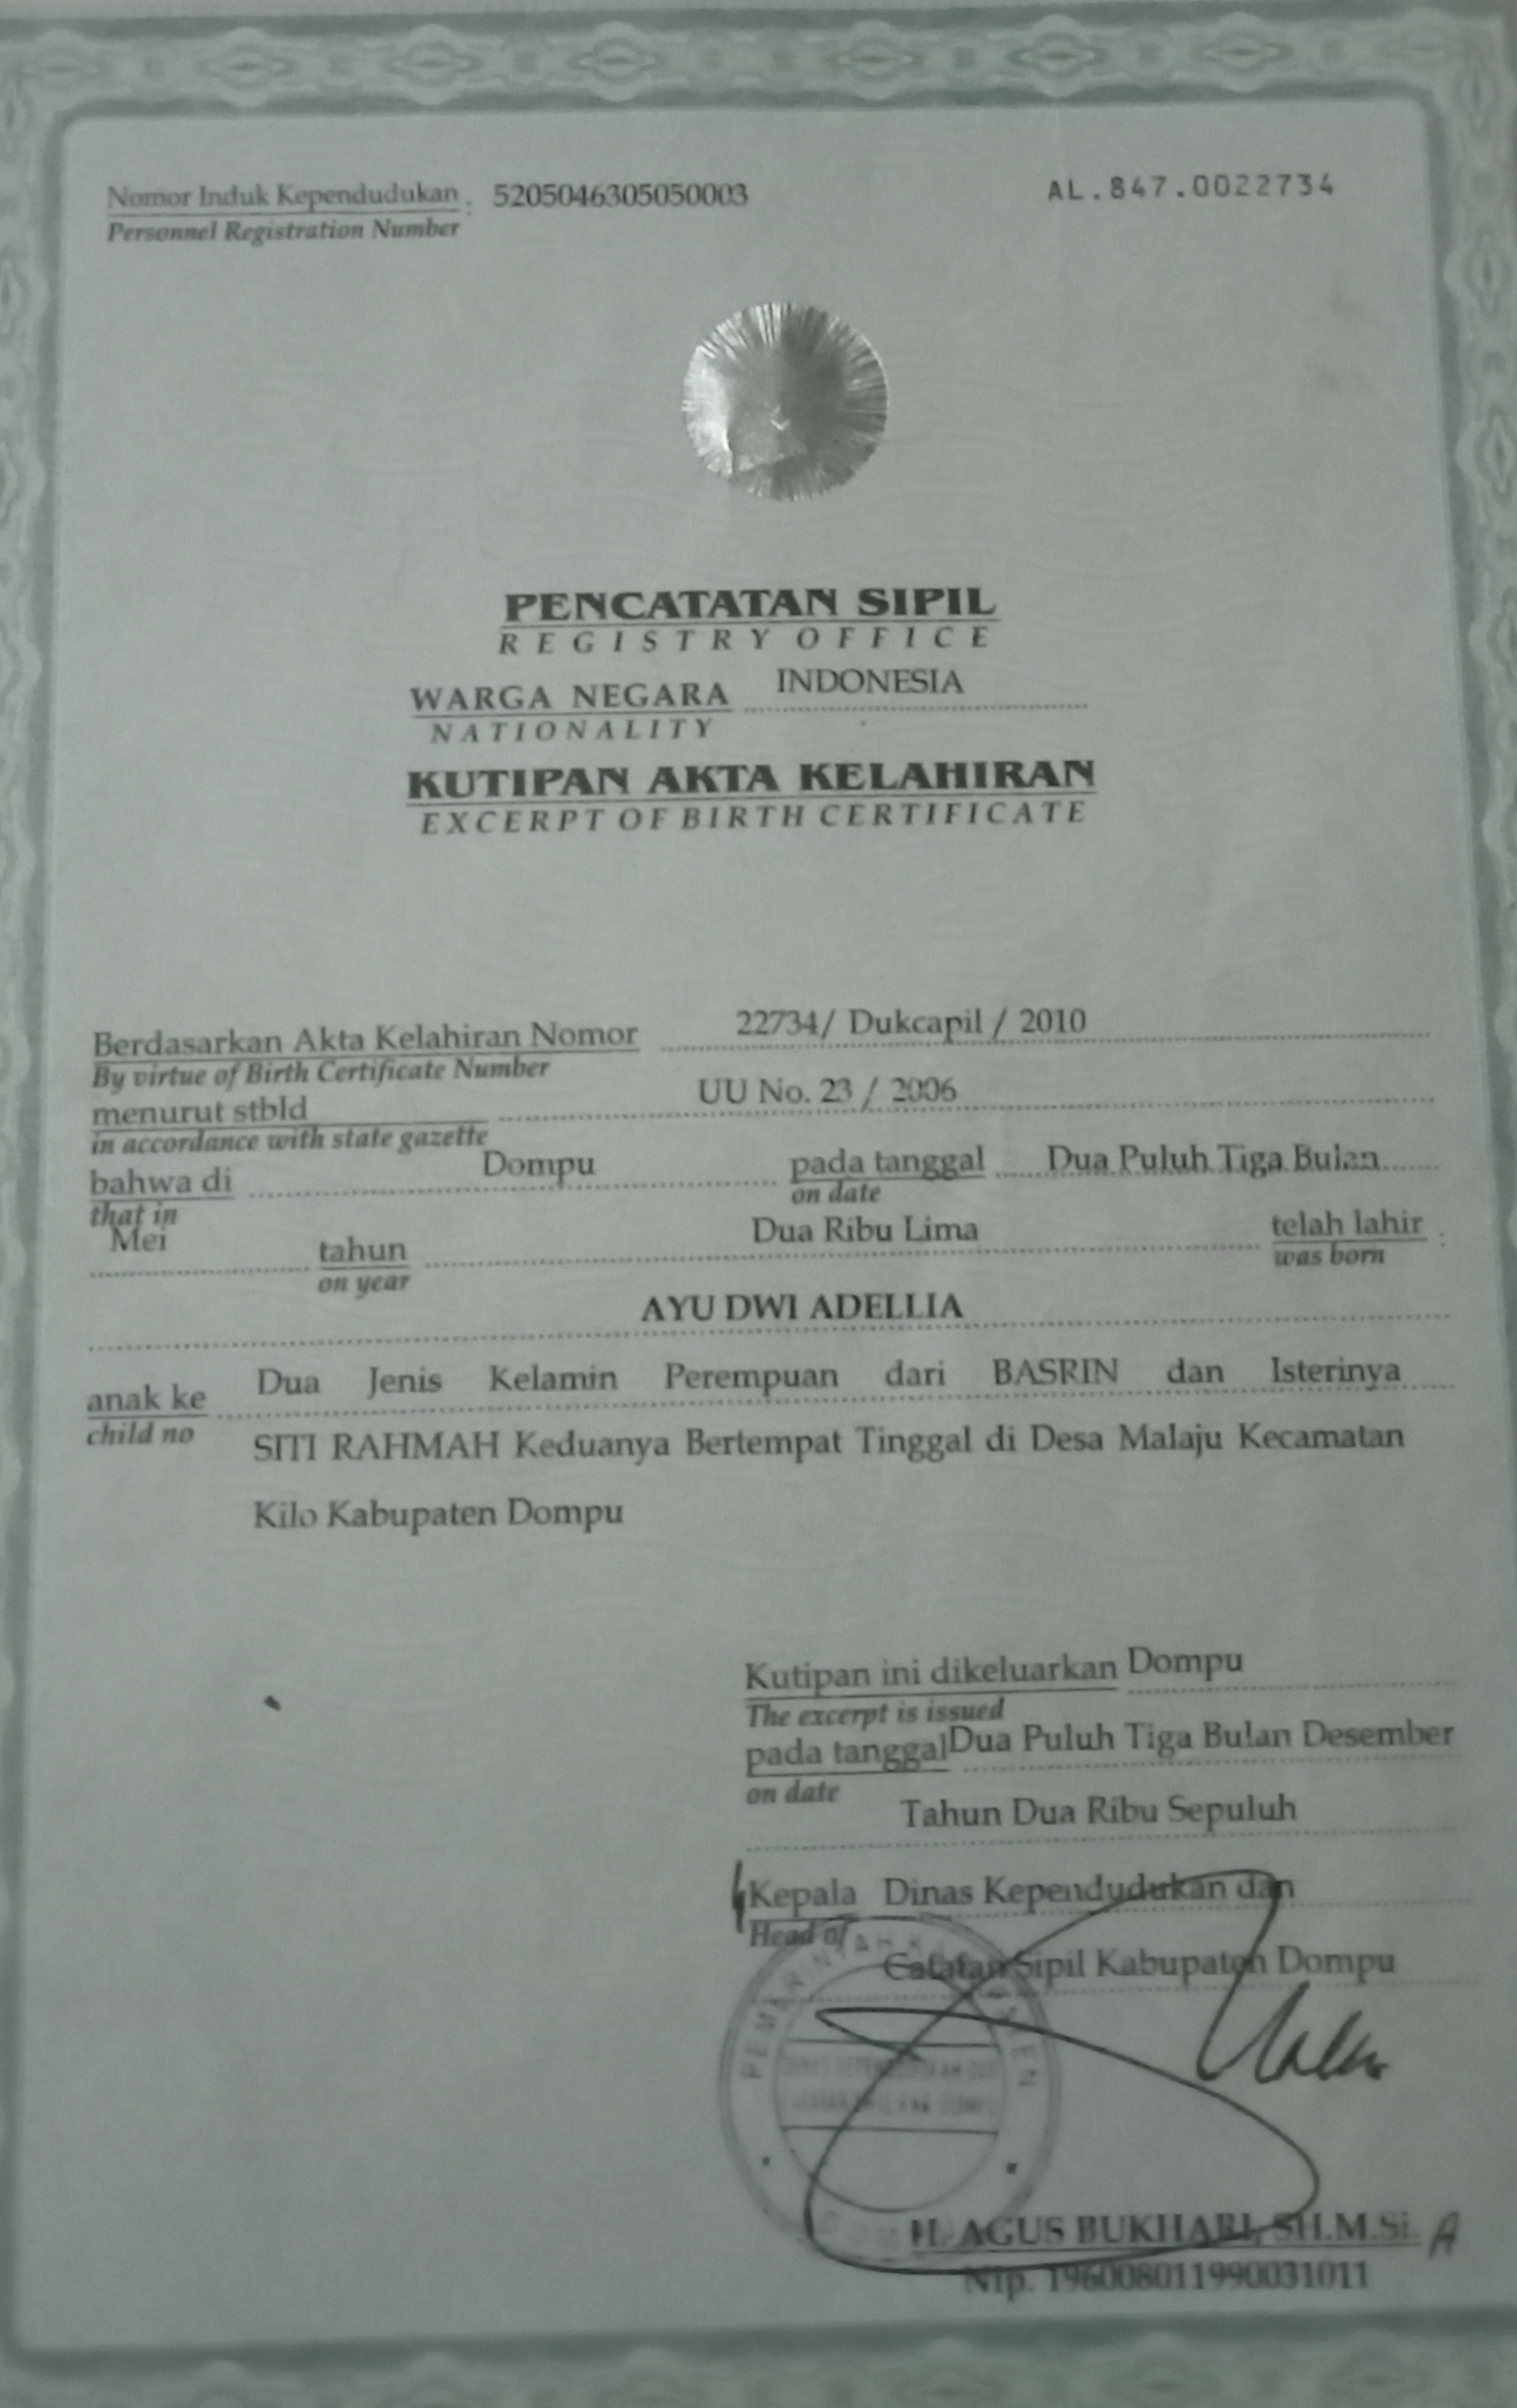 Nomor Induk Kependudukan : 5205046305050003 AL.847.0022734
Personnel Registration Number
PENCATATAN SIPIL
REGISTRY OFFICE
WARGA NEGARA INDONESIA
NATIONALITY
KUTIPAN AKTA KELAHIRAN
EXCERPT OF BIRTH CERTIFICATE
Berdasarkan Akta Kelahiran Nomor 22734/ Dukcapil / 2010
By virtue of Birth Certificate Number
menurut stbld UU No. 23 / 2006
in accordance with state gazette
bahwa di Dompu pada tanggal Dua Puluh Tiga Bulan
that in on date
Mei tahun Dua Ribu Lima telah lahir :
on year was born
AYU DWI ADELLIA
anak ke Dua Jenis Kelamin Perempuan dari BASRIN dan Isterinya
child no
SITI RAHMAH Keduanya Bertempat Tinggal di Desa Malaju Kecamatan
Kilo Kabupaten Dompu
Kutipan ini dikeluarkan Dompu
The excerpt is issued
pada tanggal Dua Puluh Tiga Bulan Desember
on date
Tahun Dua Ribu Sepuluh
Kepala Dinas Kependudukan dan
Head of
Catatan Sipil Kabupaten Dompu
PEMERINTAH KABUPATEN
H. AGUS BUKHARI, SH.M.Si.
Nip. 196008011990031011